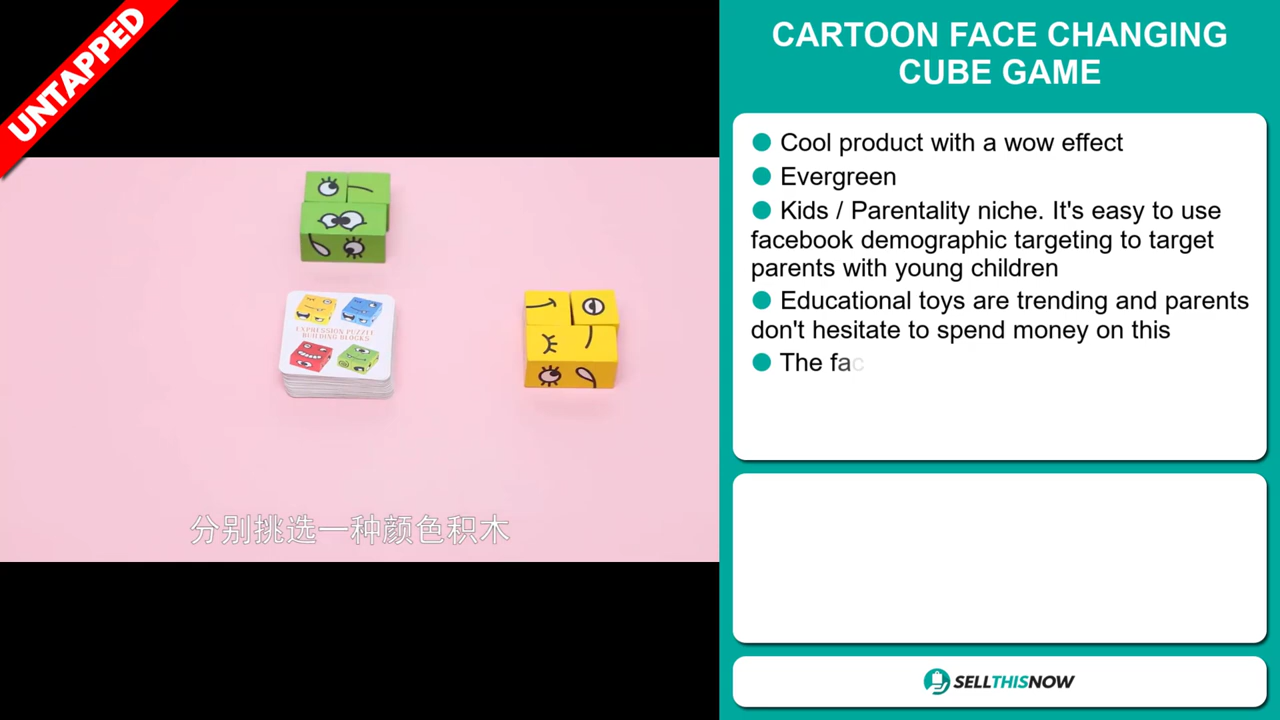 UNTAPPED
EXPRESSION PUZZLE
BUILDING BLOCKS
分别挑选一种颜色积木
CARTOON FACE CHANGING
CUBE GAME
● Cool product with a wow effect
● Evergreen
● Kids / Parentality niche. It's easy to use
facebook demographic targeting to target
parents with young children
● Educational toys are trending and parents
don't hesitate to spend money on this
● The fac
SELLTHISNOW